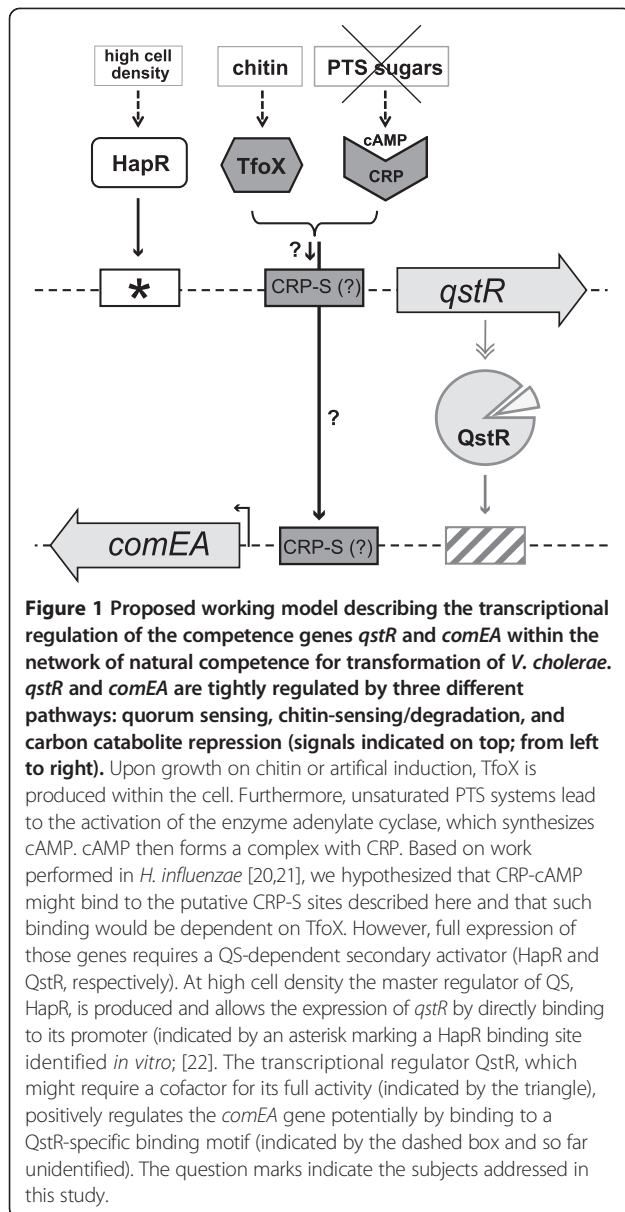 high cell
density
chitin
PTS sugars
HapR
TfoX
cAMP
CRP
?
*
CRP-S (?)
qstR
?
QstR
comEA
CRP-S (?)
Figure 1 Proposed working model describing the transcriptional
regulation of the competence genes qstR and comEA within the
network of natural competence for transformation of V. cholerae.
qstR and comEA are tightly regulated by three different
pathways: quorum sensing, chitin-sensing/degradation, and
carbon catabolite repression (signals indicated on top; from left
to right). Upon growth on chitin or artifical induction, TfoX is
produced within the cell. Furthermore, unsaturated PTS systems lead
to the activation of the enzyme adenylate cyclase, which synthesizes
cAMP. cAMP then forms a complex with CRP. Based on work
performed in H. influenzae [20,21], we hypothesized that CRP-cAMP
might bind to the putative CRP-S sites described here and that such
binding would be dependent on TfoX. However, full expression of
those genes requires a QS-dependent secondary activator (HapR and
QstR, respectively). At high cell density the master regulator of QS,
HapR, is produced and allows the expression of qstR by directly binding
to its promoter (indicated by an asterisk marking a HapR binding site
identified in vitro; [22]. The transcriptional regulator QstR, which
might require a cofactor for its full activity (indicated by the triangle),
positively regulates the comEA gene potentially by binding to a
QstR-specific binding motif (indicated by the dashed box and so far
unidentified). The question marks indicate the subjects addressed in
this study.